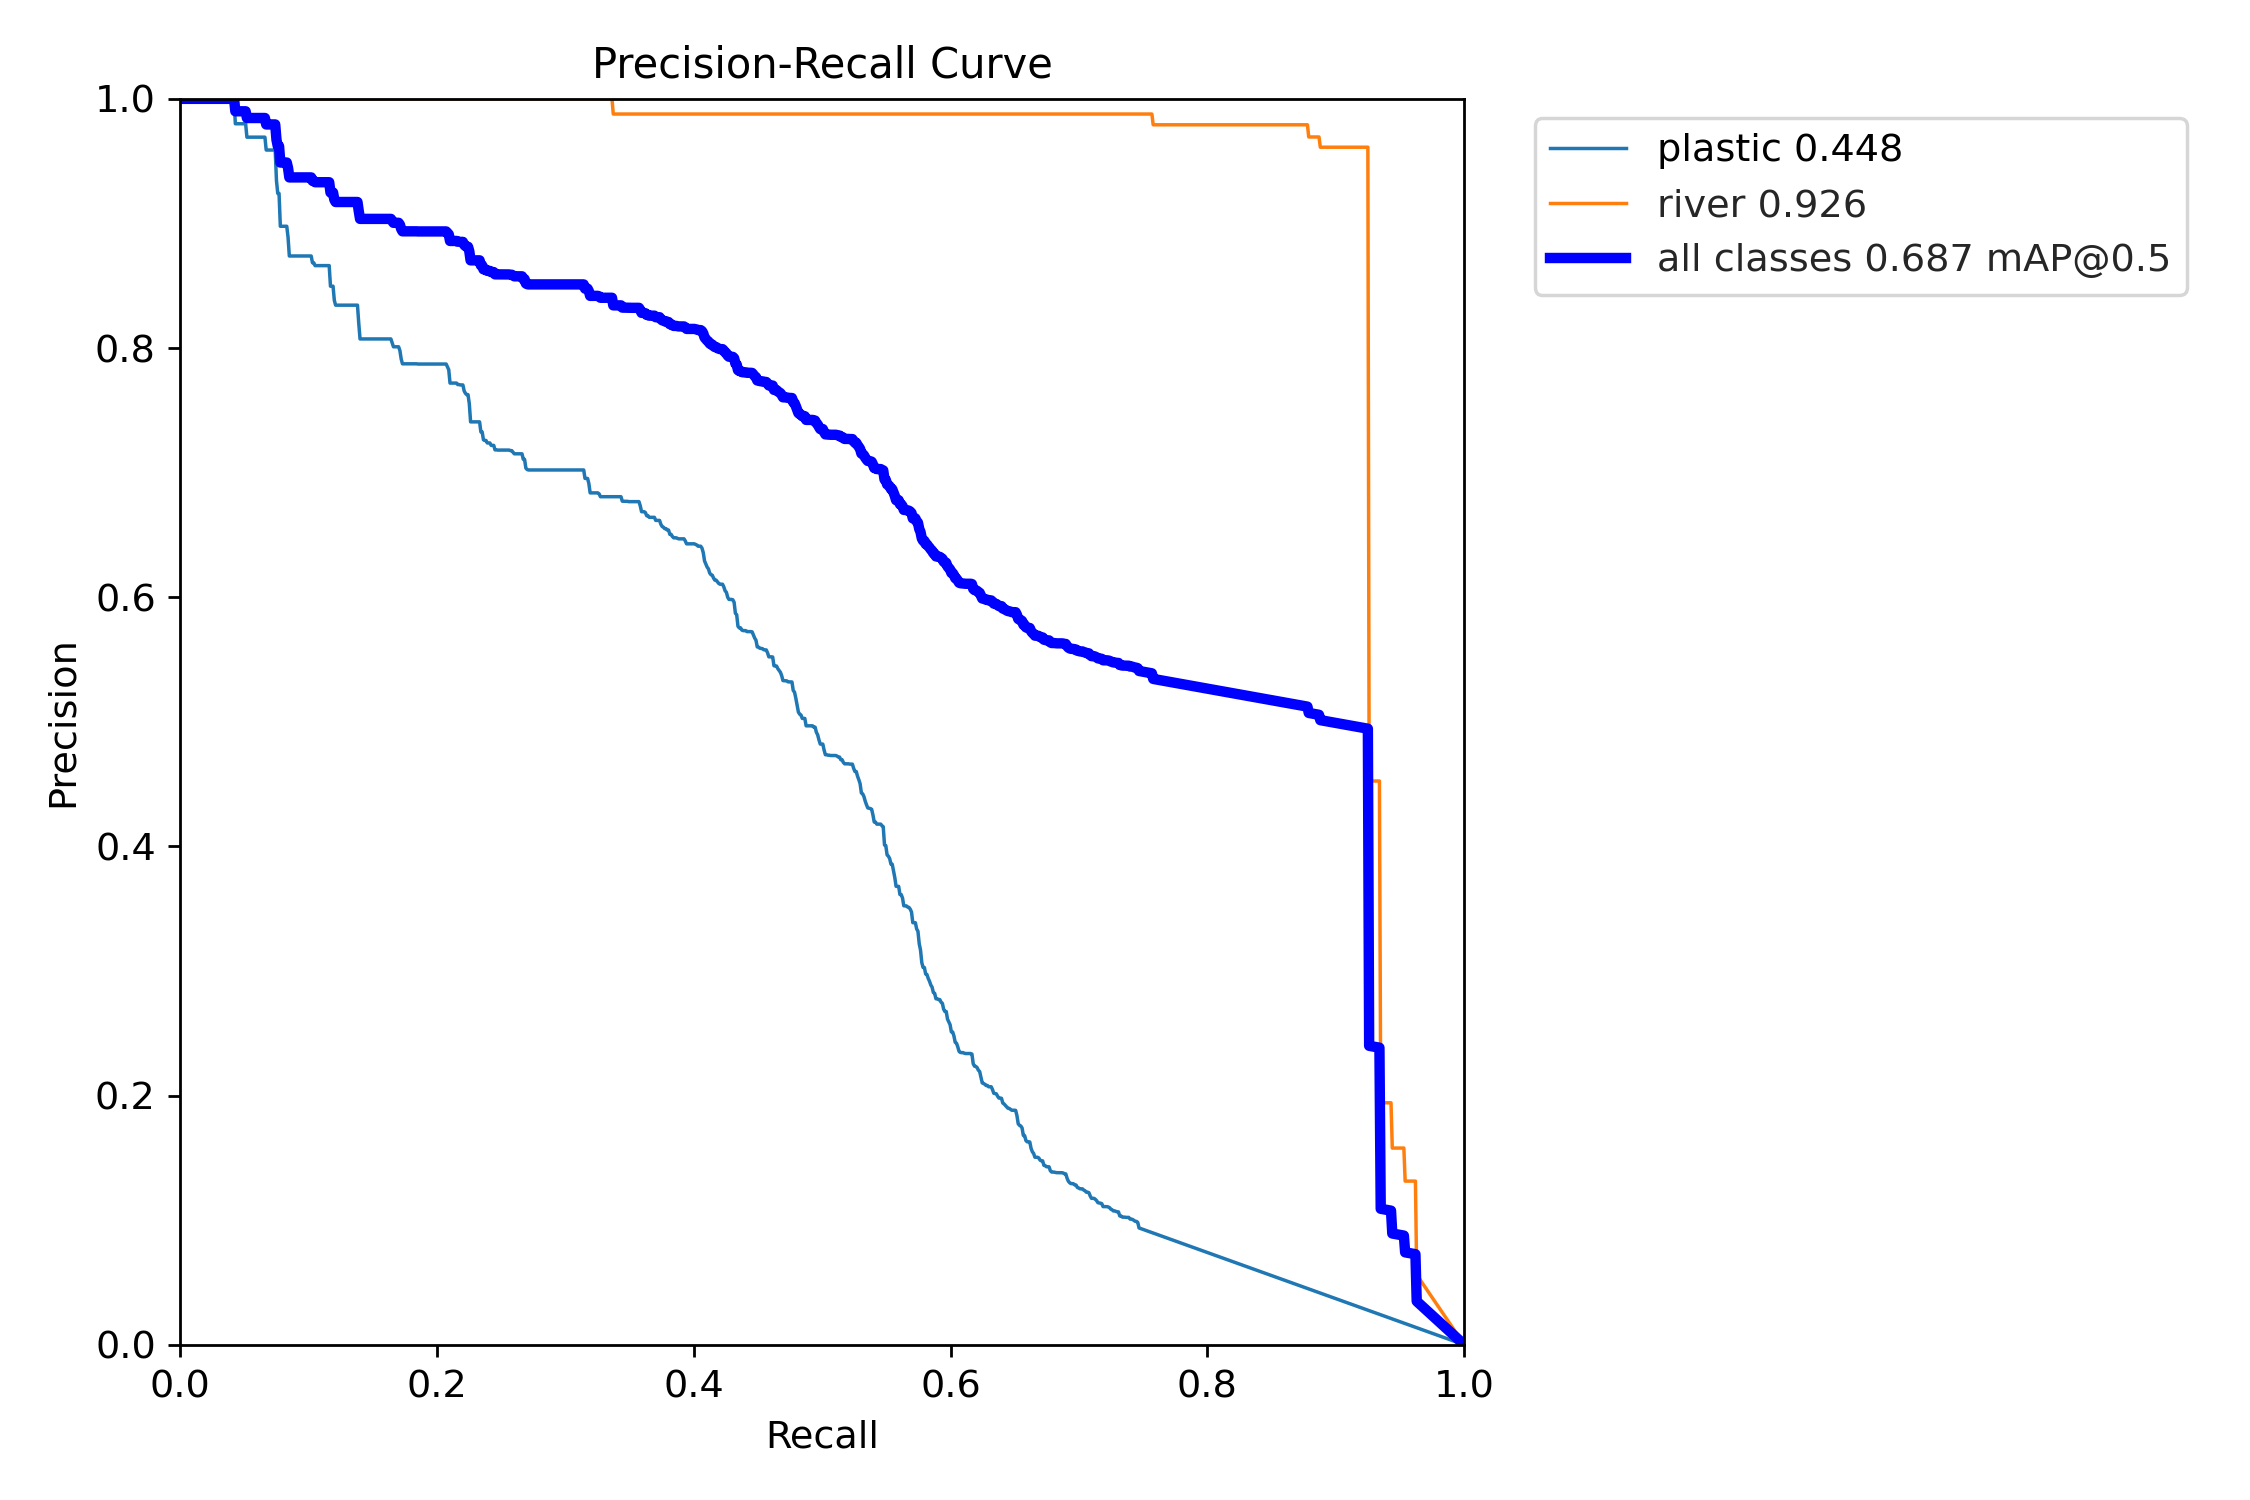 Precision-Recall Curve
1.0
0.8
0.6
0.4
0.2
0.0
Precision
0.0 0.2 0.4 0.6 0.8 1.0
Recall
plastic 0.448
river 0.926
all classes 0.687 mAP@0.5